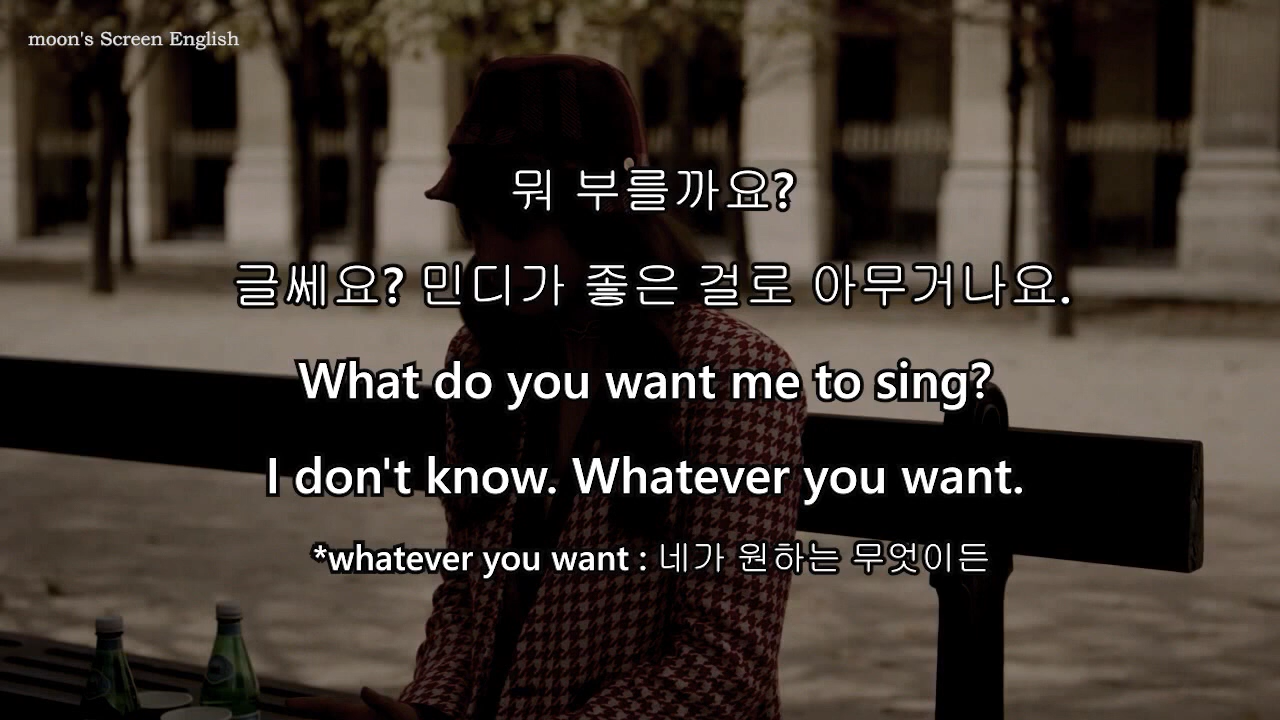 moon's Screen English
뭐 부를까요?
글쎄요? 민디가 좋은 걸로 아무거나요.
What do you want me to sing?
I don't know. Whatever you want.
*whatever you want : 네가 원하는 무엇이든